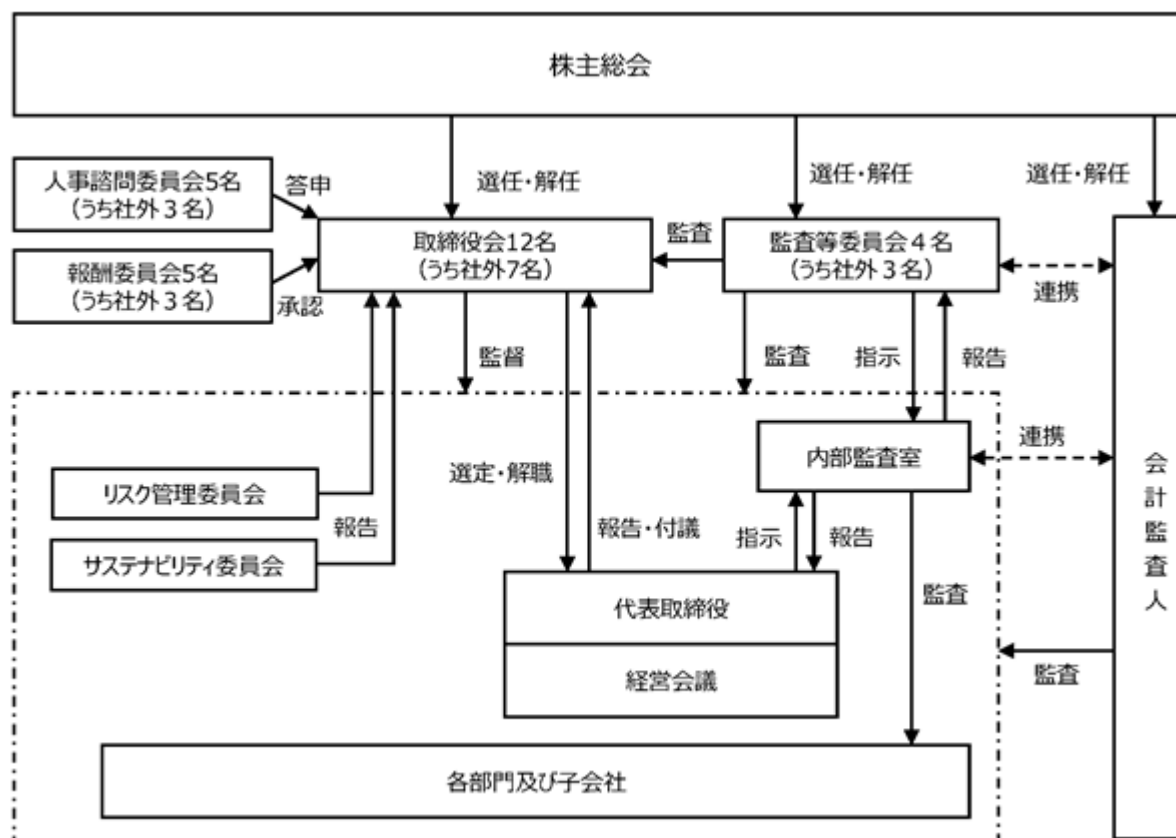 株主総会
人事諮問委員会5名
（うち社外３名）
答申
選任・解任
選任・解任
選任・解任
取締役会12名
（うち社外7名）
監査
監査等委員会４名
（うち社外３名）
報酬委員会5名
（うち社外３名）
承認
連携
監督
監査
指示
報告
内部監査室
連携
会計監査人
リスク管理委員会
選定・解職
報告
報告・付議
指示
報告
サステナビリティ委員会
代表取締役
監査
経営会議
監査
各部門及び子会社